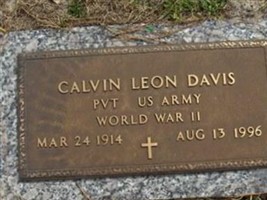 CALVIN LEON DAVIS
PVT US ARMY
WORLD WAR II
MAR 24 1914 AUG 13 1996